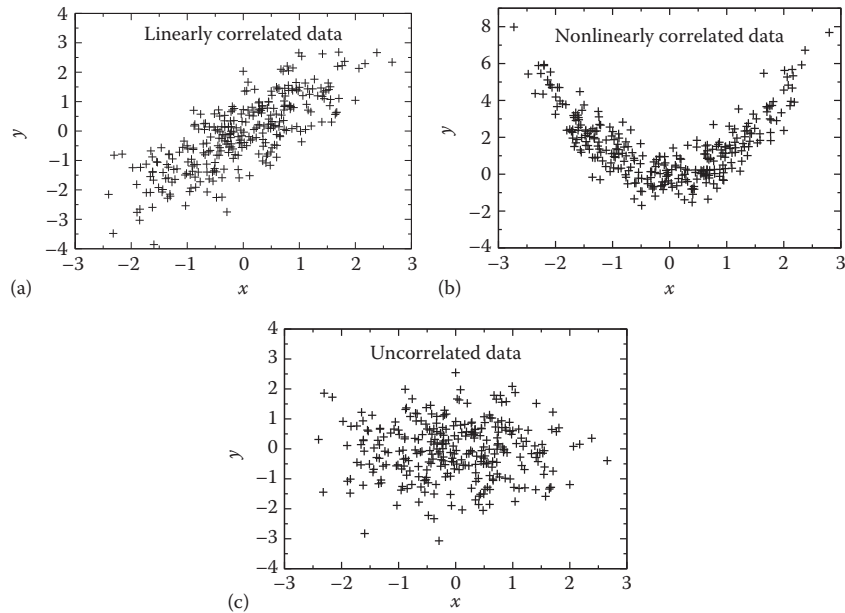 4
3
2
1
0
−1
−2
−3
−4
y
Linearly correlated data
−3 −2 −1 0 1 2 3
x
(a)
8
6
4
2
0
−2
−4
y
Nonlinearly correlated data
−3 −2 −1 0 1 2 3
x
(b)
4
3
2
1
0
−1
−2
−3
−4
y
Uncorrelated data
−3 −2 −1 0 1 2 3
x
(c)